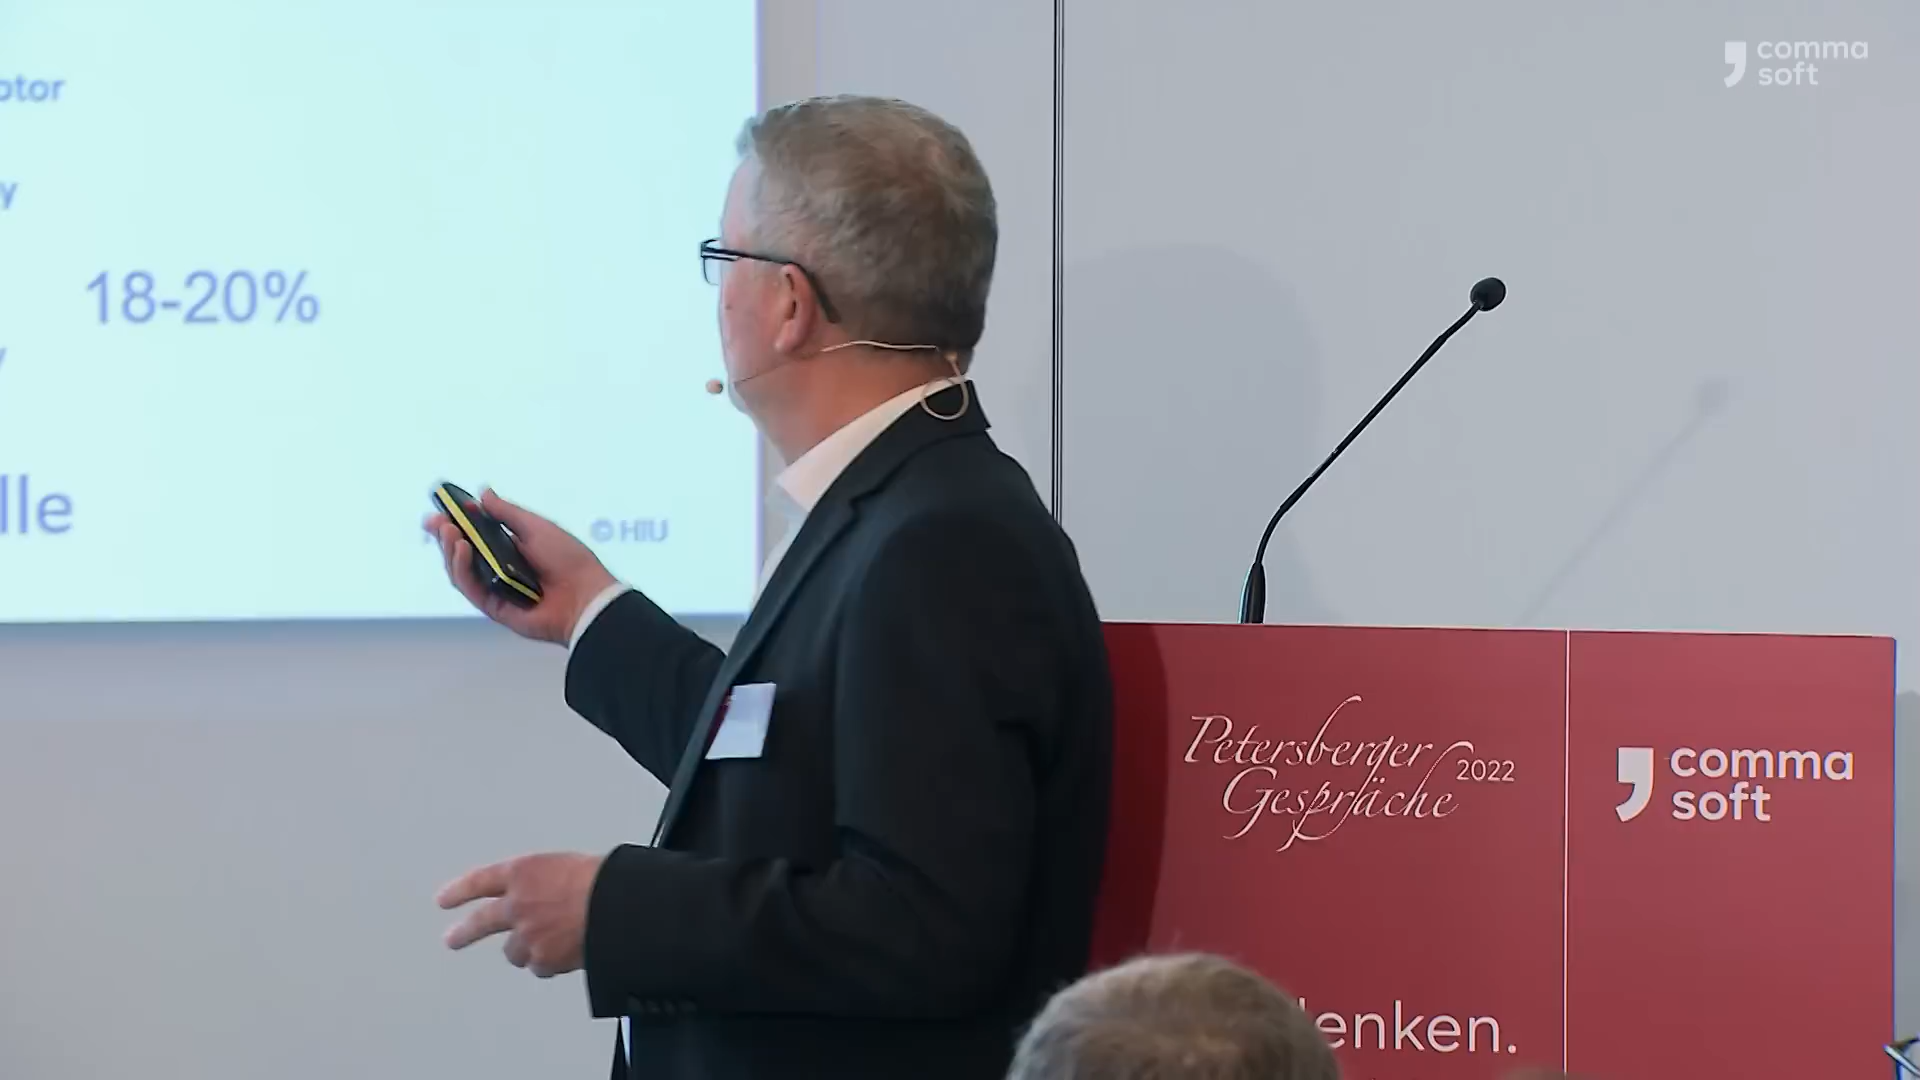 otor
y
18-20%
y
lle
© HIU
comma
soft
Petersberger
Gespräche 2022
comma
soft
denken.